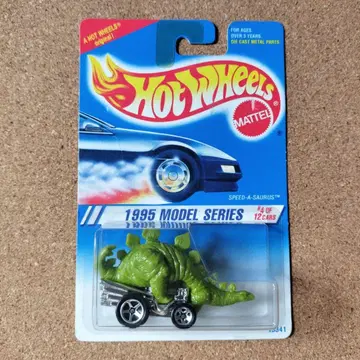 A HOT WHEELS
original!
FOR AGES
OVER 3 YEARS
DIE CAST METAL PARTS
HOT WHEELS
MATTEL
SPEED-A-SAURUS™
1995 MODEL SERIES
#4 OF
12 CARS